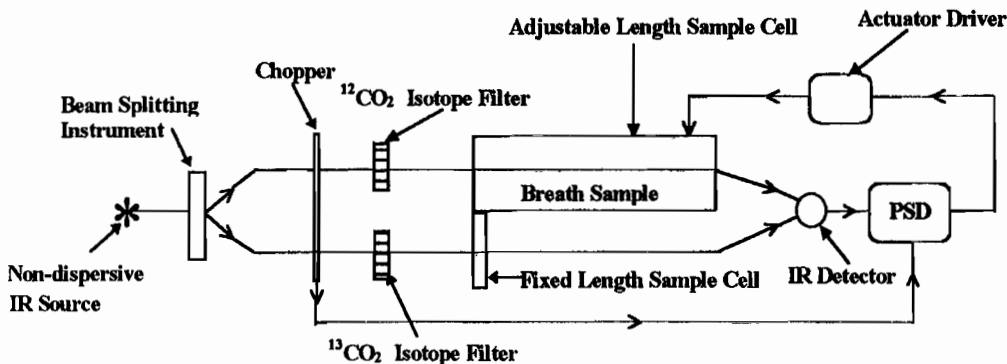 Adjustable Length Sample Cell
Actuator Driver
Chopper
¹²CO₂ Isotope Filter
Beam Splitting
Instrument
Breath Sample
PSD
Non-dispersive
IR Source
Fixed Length Sample Cell
IR Detector
¹³CO₂ Isotope Filter